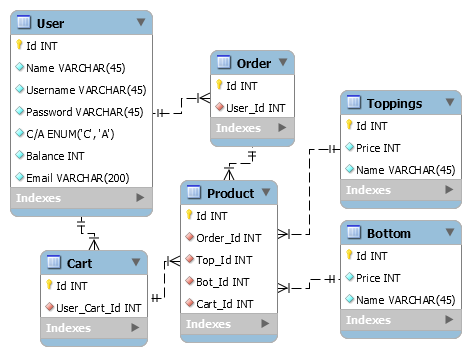 User
Id INT
Name VARCHAR(45)
Username VARCHAR(45)
Password VARCHAR(45)
C/A ENUM('C', 'A')
Balance INT
Email VARCHAR(200)
Indexes
Order
Id INT
User_Id INT
Indexes
Toppings
Id INT
Price INT
Name VARCHAR(45)
Indexes
Product
Id INT
Order_Id INT
Top_Id INT
Bot_Id INT
Cart_Id INT
Indexes
Bottom
Id INT
Price INT
Name VARCHAR(45)
Indexes
Cart
Id INT
User_Cart_Id INT
Indexes